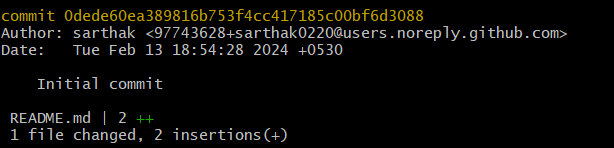 commit 0dede60ea389816b753f4cc417185c00bf6d3088
Author: sarthak <97743628+sarthak0220@users.noreply.github.com>
Date:   Tue Feb 13 18:54:28 2024 +0530
Initial commit
README.md | 2 ++
1 file changed, 2 insertions(+)